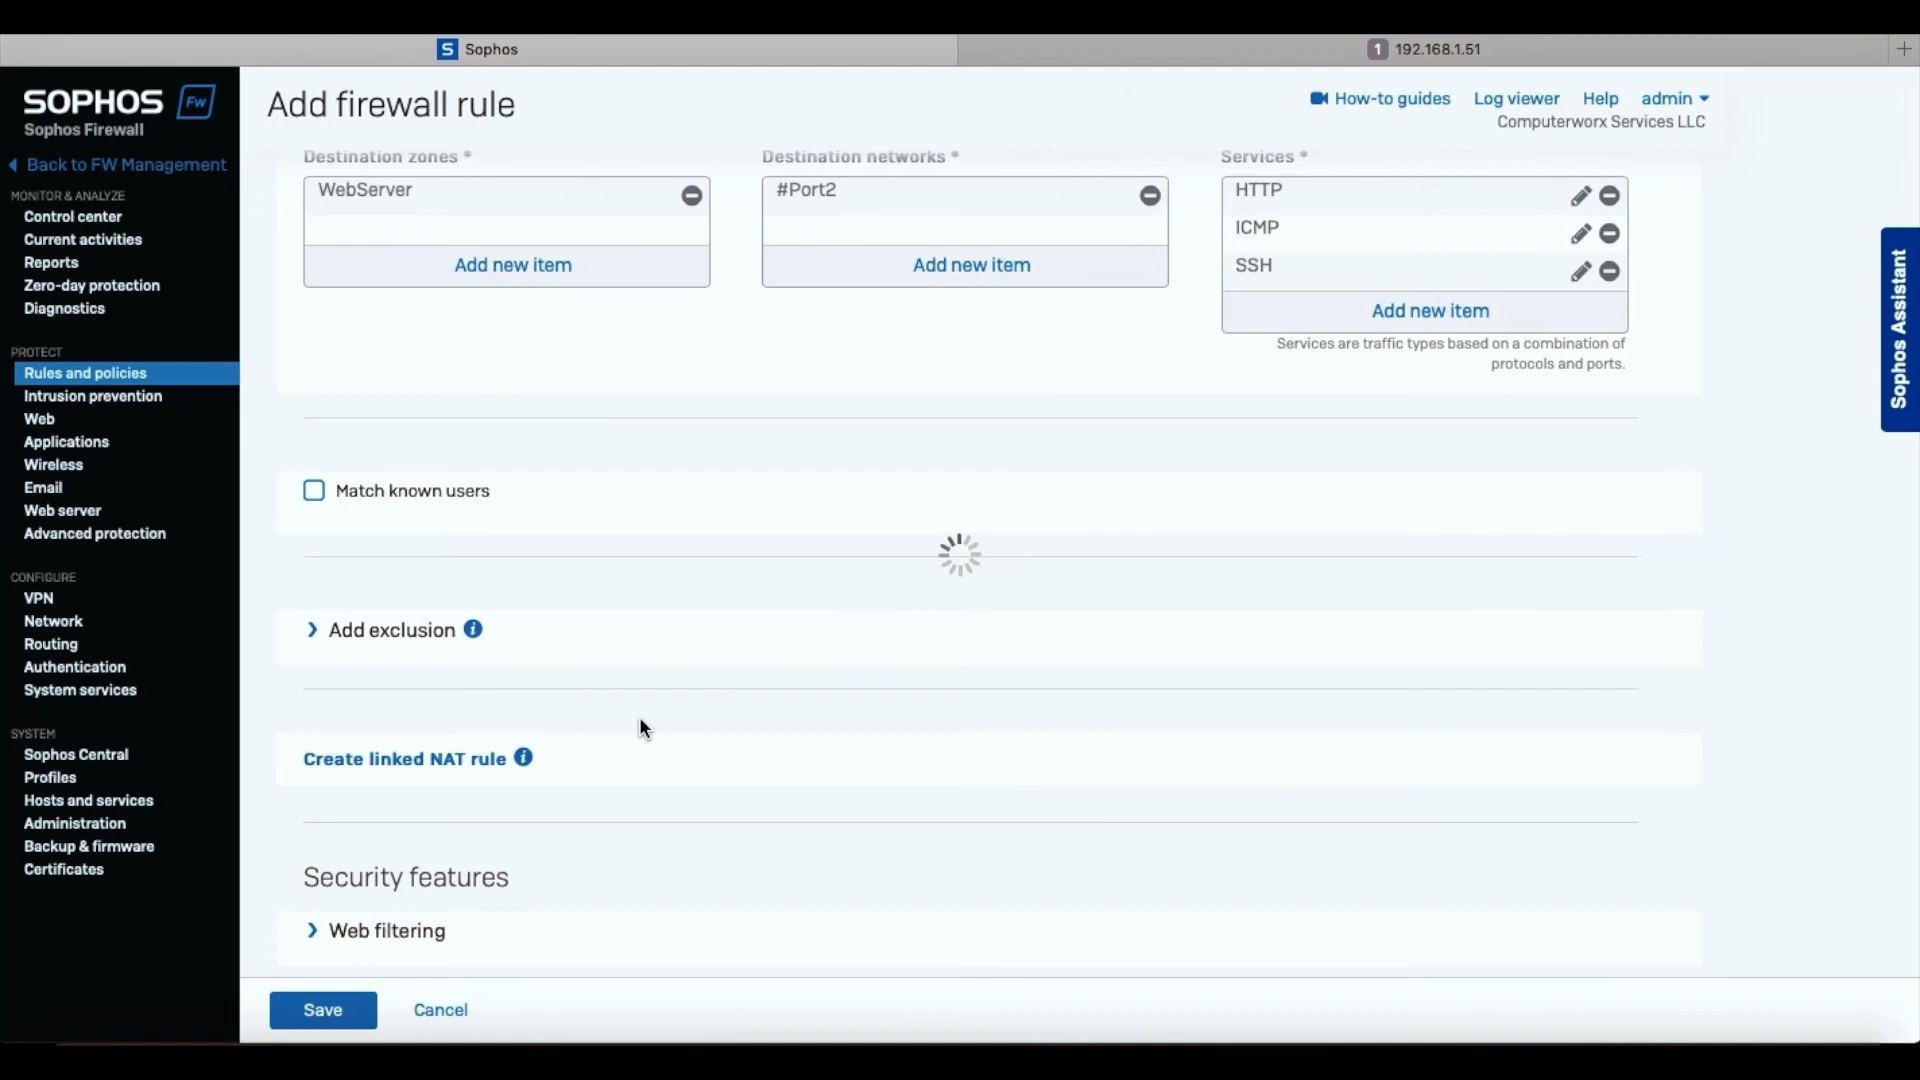 S Sophos
1 192.168.1.51
SOPHOS Fw
Sophos Firewall
Back to FW Management
MONITOR & ANALYZE
Control center
Current activities
Reports
Zero-day protection
Diagnostics
PROTECT
Rules and policies
Intrusion prevention
Web
Applications
Wireless
Email
Web server
Advanced protection
CONFIGURE
VPN
Network
Routing
Authentication
System services
SYSTEM
Sophos Central
Profiles
Hosts and services
Administration
Backup & firmware
Certificates
Add firewall rule
How-to guides Log viewer Help admin
Computerworx Services LLC
Destination zones * Destination networks * Services *
WebServer #Port2 HTTP
ICMP
Add new item Add new item SSH
Add new item
Services are traffic types based on a combination of
protocols and ports.
Match known users
Add exclusion
Create linked NAT rule
Security features
Web filtering
Save Cancel
Sophos Assistant